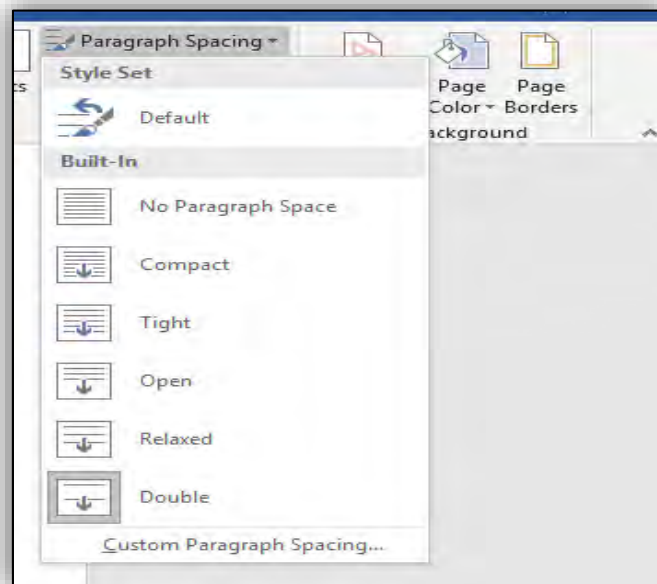 Paragraph Spacing
Style Set
Default
Built-In
No Paragraph Space
Compact
Tight
Open
Relaxed
Double
Custom Paragraph Spacing...
Page Color
Page Borders
ackground